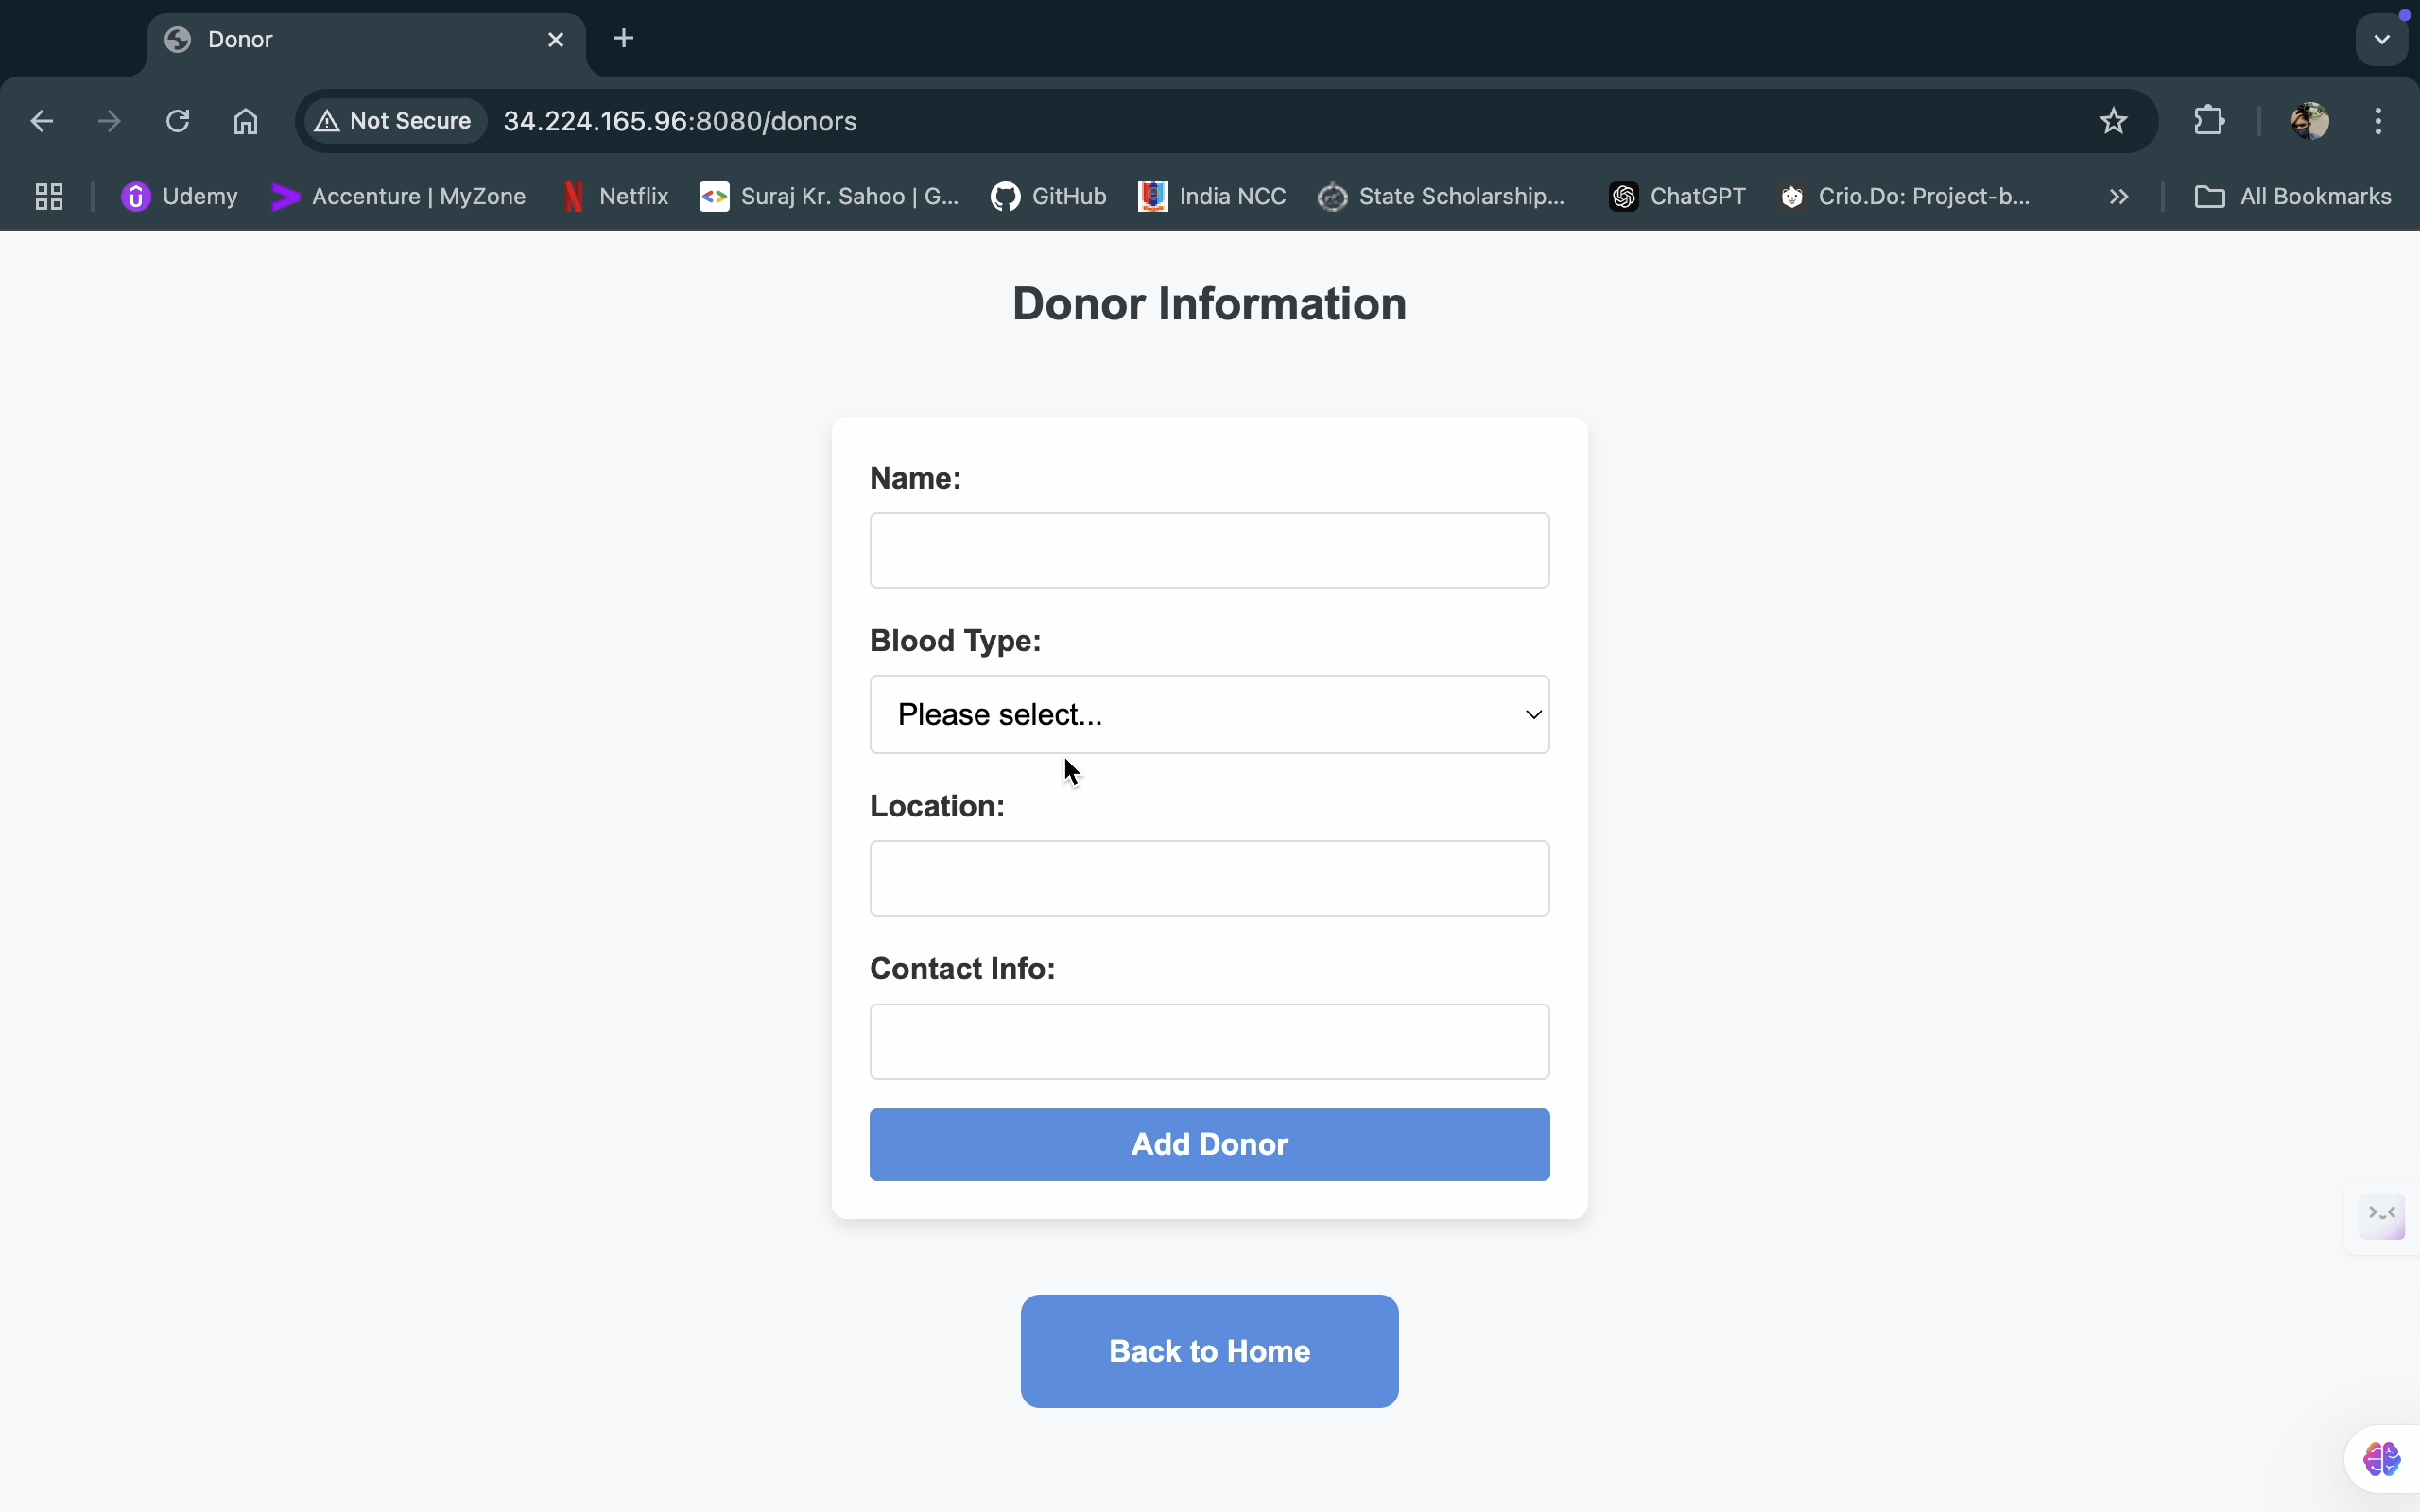 Donor
Not Secure 34.224.165.96:8080/donors
Udemy Accenture | MyZone Netflix Suraj Kr. Sahoo | G... GitHub India NCC State Scholarship... ChatGPT Crio.Do: Project-b... All Bookmarks
Donor Information
Name:
Blood Type:
Please select...
Location:
Contact Info:
Add Donor
Back to Home